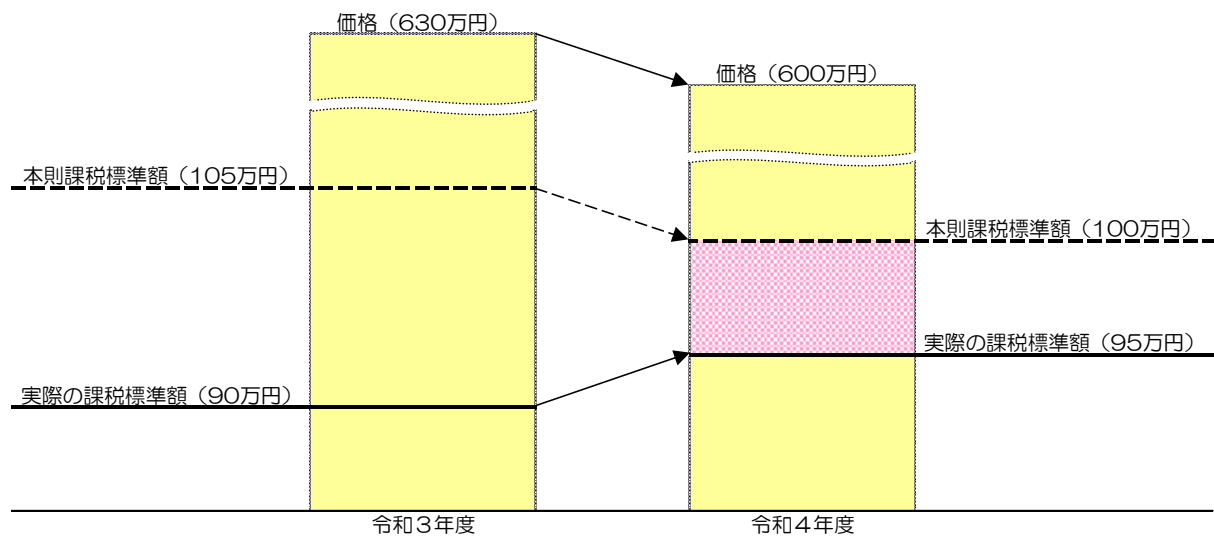 価格（630万円）
価格（600万円）
本則課税標準額（105万円）
本則課税標準額（100万円）
実際の課税標準額（95万円）
実際の課税標準額（90万円）
令和３年度
令和４年度